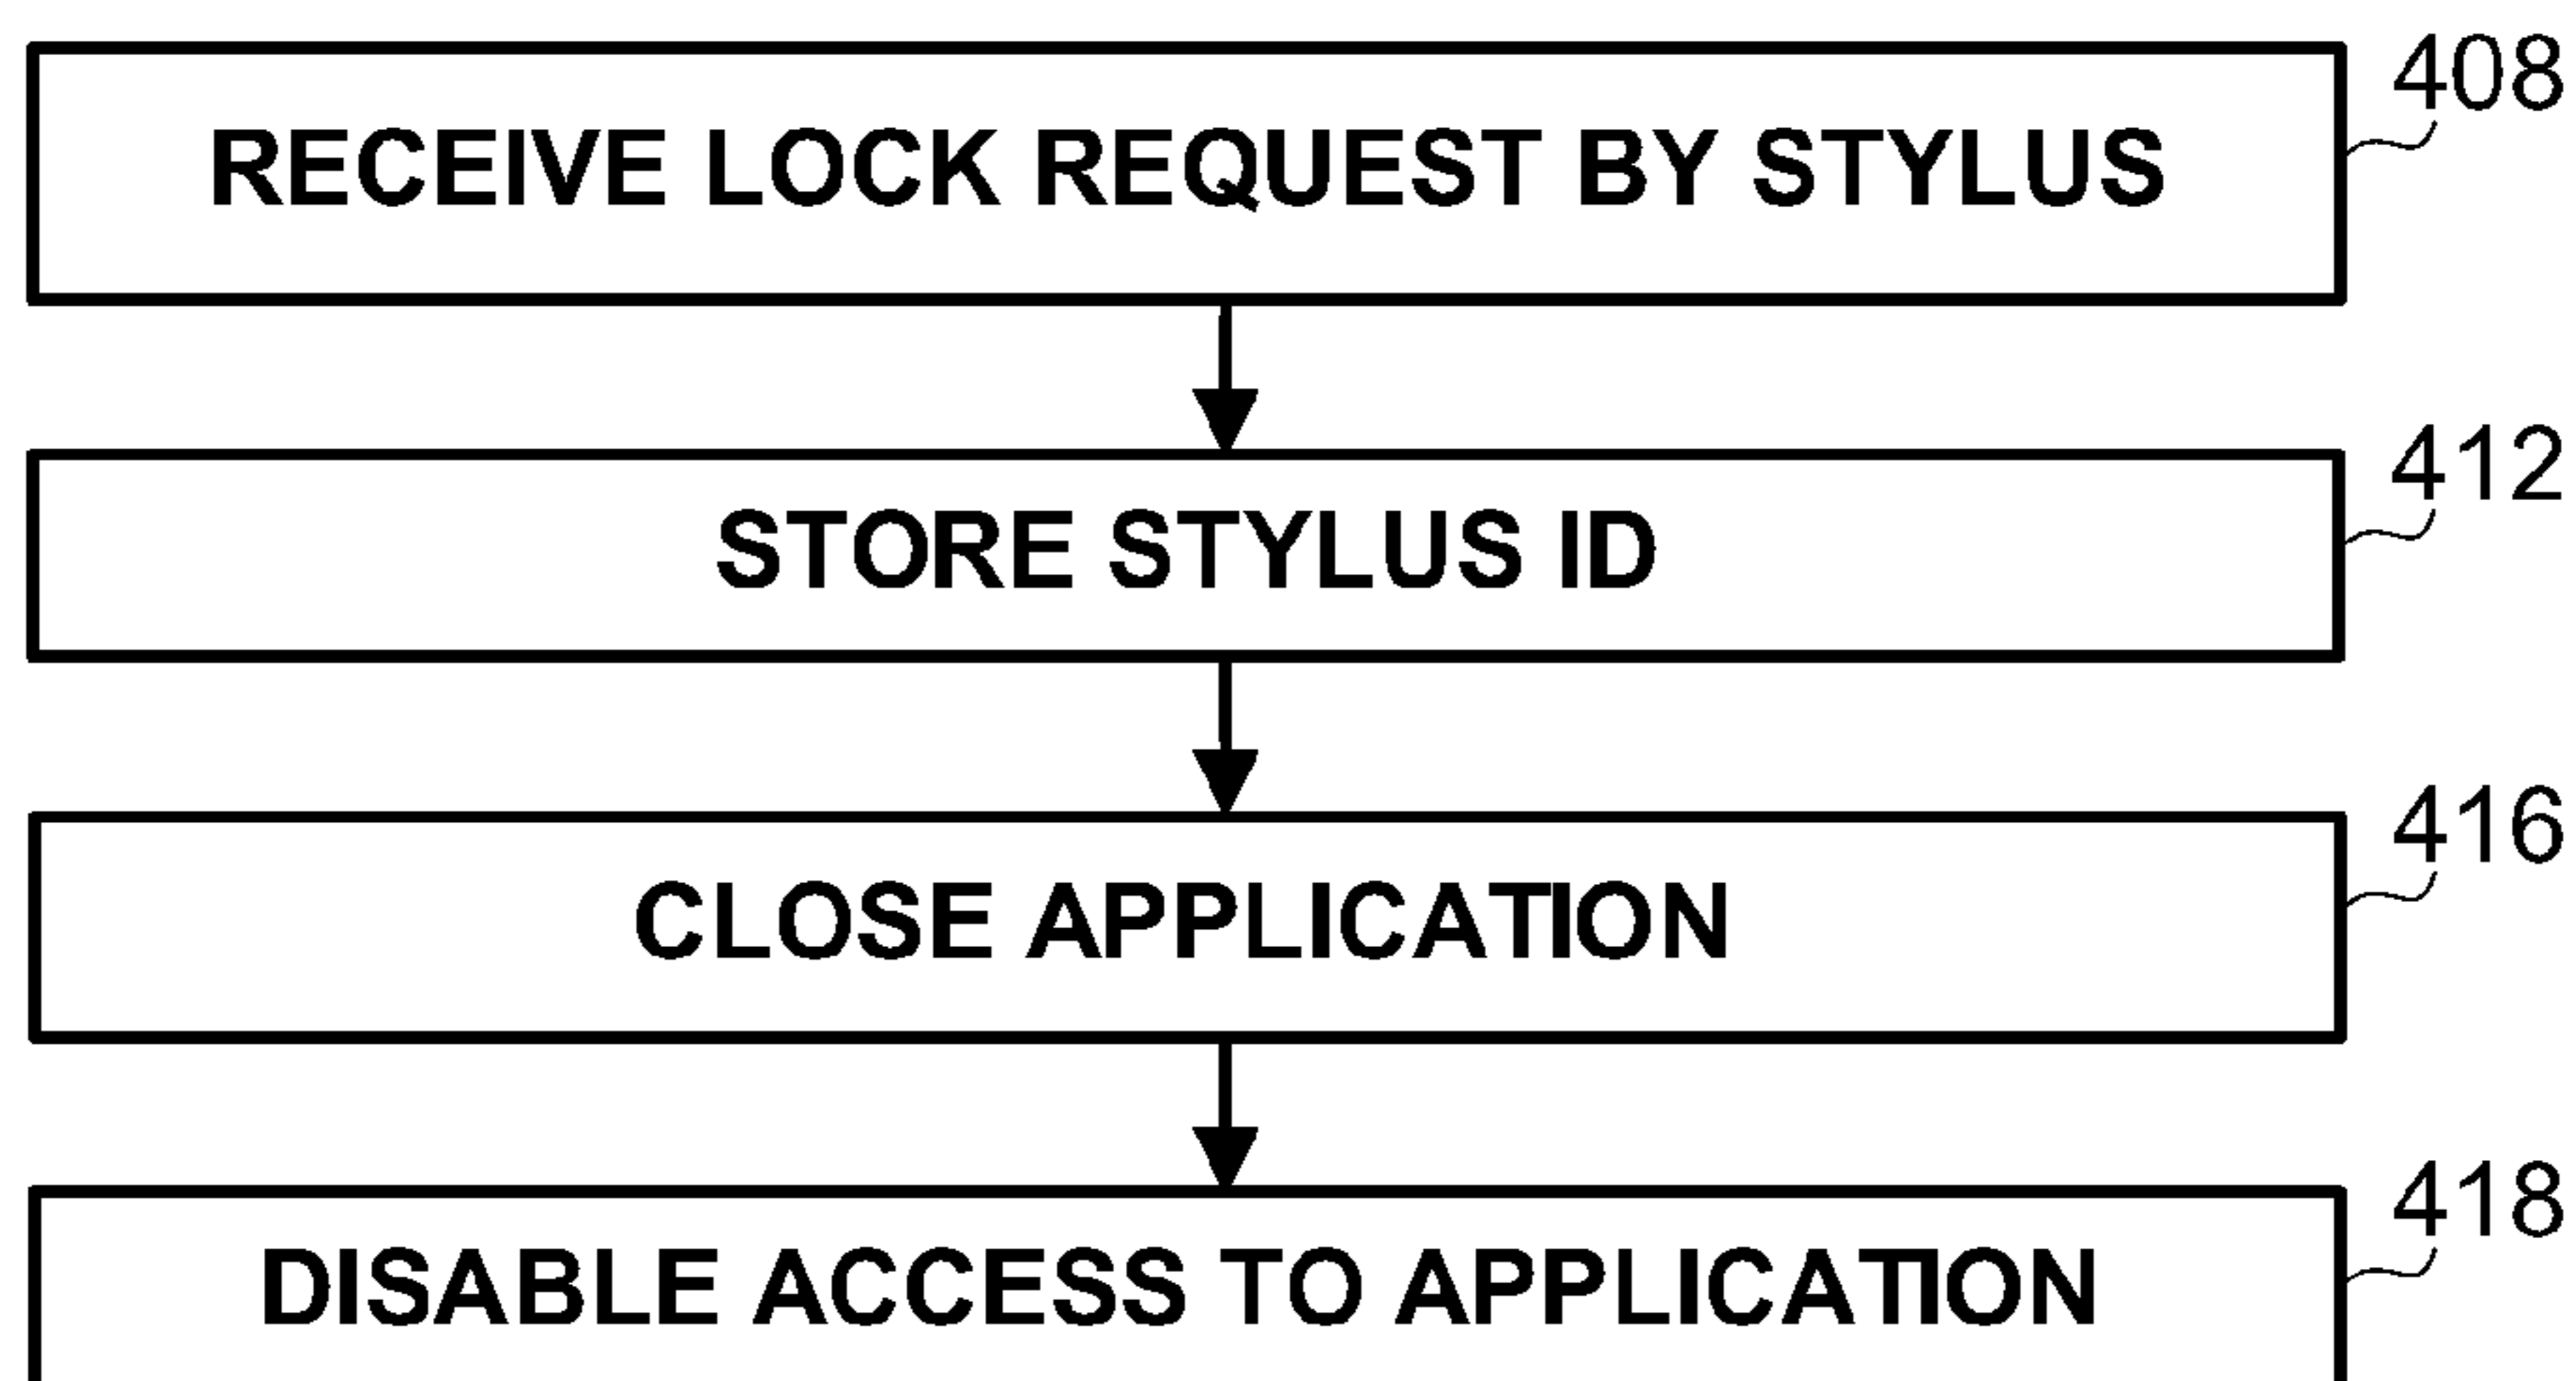 408
RECEIVE LOCK REQUEST BY STYLUS
412
STORE STYLUS ID
416
CLOSE APPLICATION
418
DISABLE ACCESS TO APPLICATION